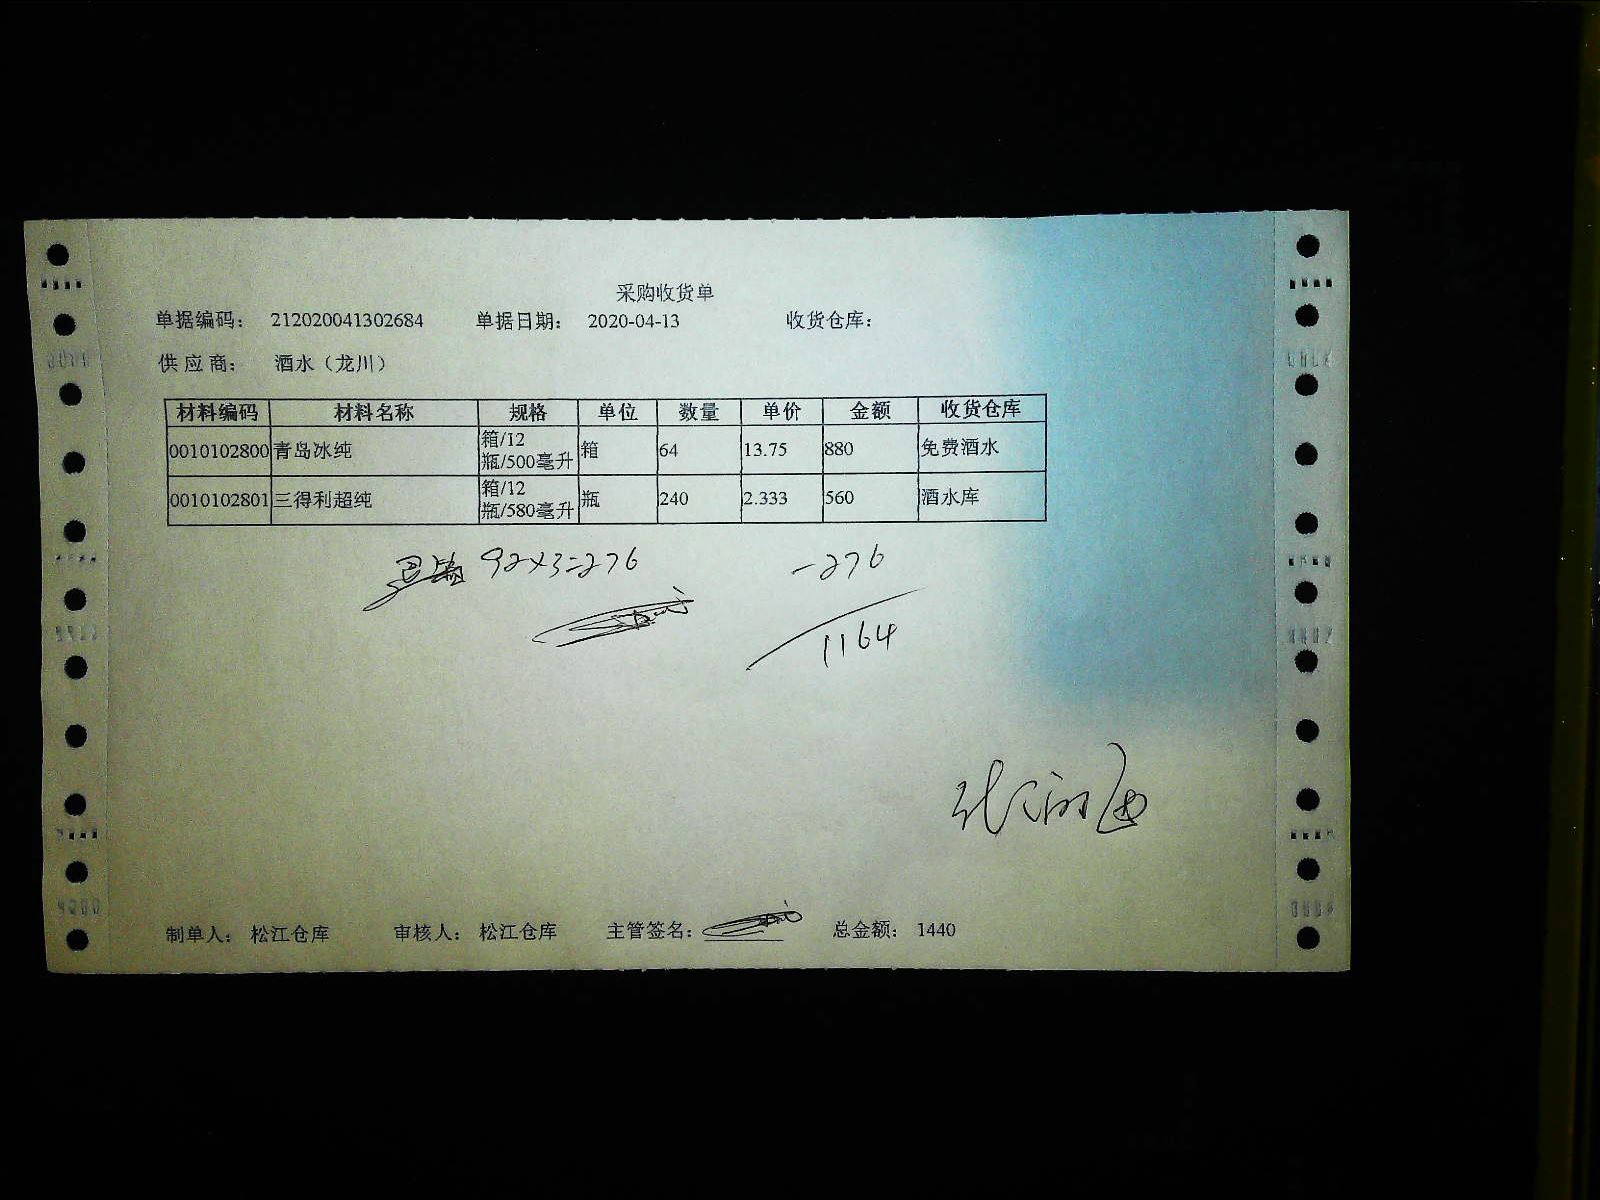 采购收货单
单据编码： 212020041302684 单据日期： 2020-04-13 收货仓库：
供 应 商： 酒水（龙川）
材料编码 材料名称 规格 单位 数量 单价 金额 收货仓库
0010102800 青岛冰纯 箱/12瓶/500毫升 箱 64 13.75 880 免费酒水
0010102801 三得利超纯 箱/12瓶/580毫升 瓶 240 2.333 560 酒水库
92×3=276 -276
1164
制单人： 松江仓库 审核人： 松江仓库 主管签名： 总金额： 1440